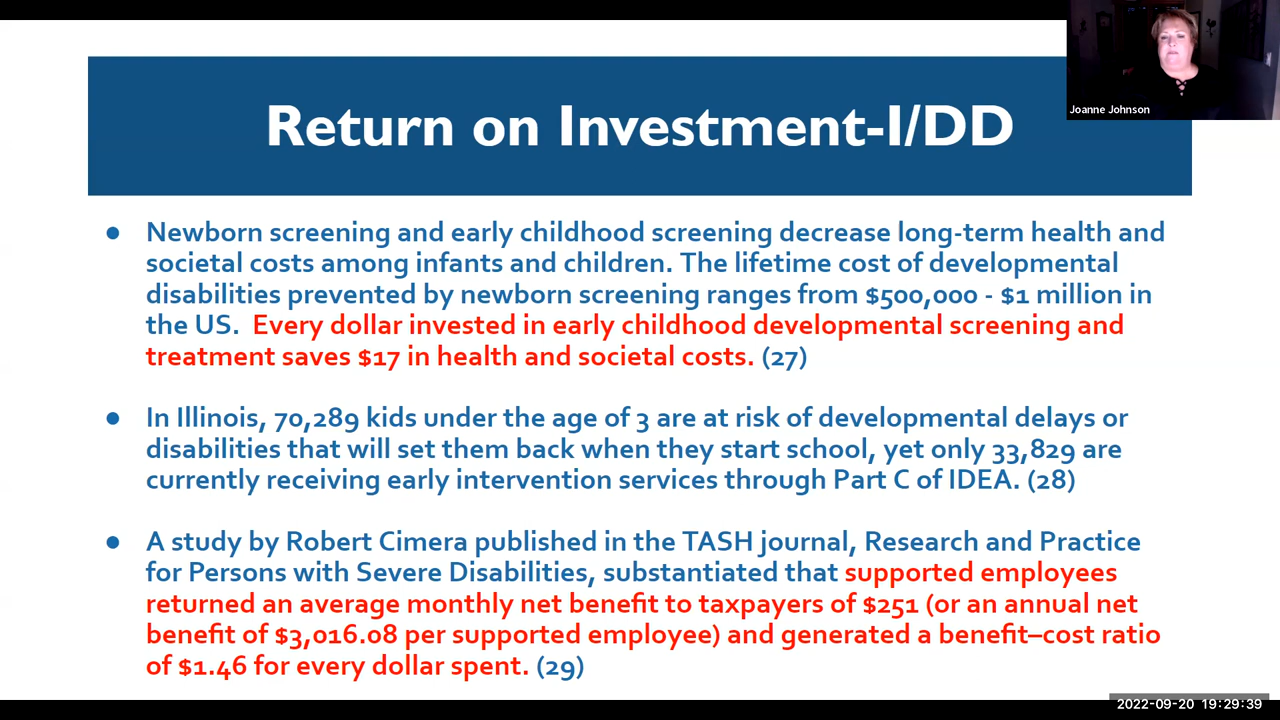 Return on Investment-I/DD
Joanne Johnson
● Newborn screening and early childhood screening decrease long-term health and
societal costs among infants and children. The lifetime cost of developmental
disabilities prevented by newborn screening ranges from $500,000 - $1 million in
the US. Every dollar invested in early childhood developmental screening and
treatment saves $17 in health and societal costs. (27)
● In Illinois, 70,289 kids under the age of 3 are at risk of developmental delays or
disabilities that will set them back when they start school, yet only 33,829 are
currently receiving early intervention services through Part C of IDEA. (28)
● A study by Robert Cimera published in the TASH journal, Research and Practice
for Persons with Severe Disabilities, substantiated that supported employees
returned an average monthly net benefit to taxpayers of $251 (or an annual net
benefit of $3,016.08 per supported employee) and generated a benefit–cost ratio
of $1.46 for every dollar spent. (29)
2022-09-20 19:29:39